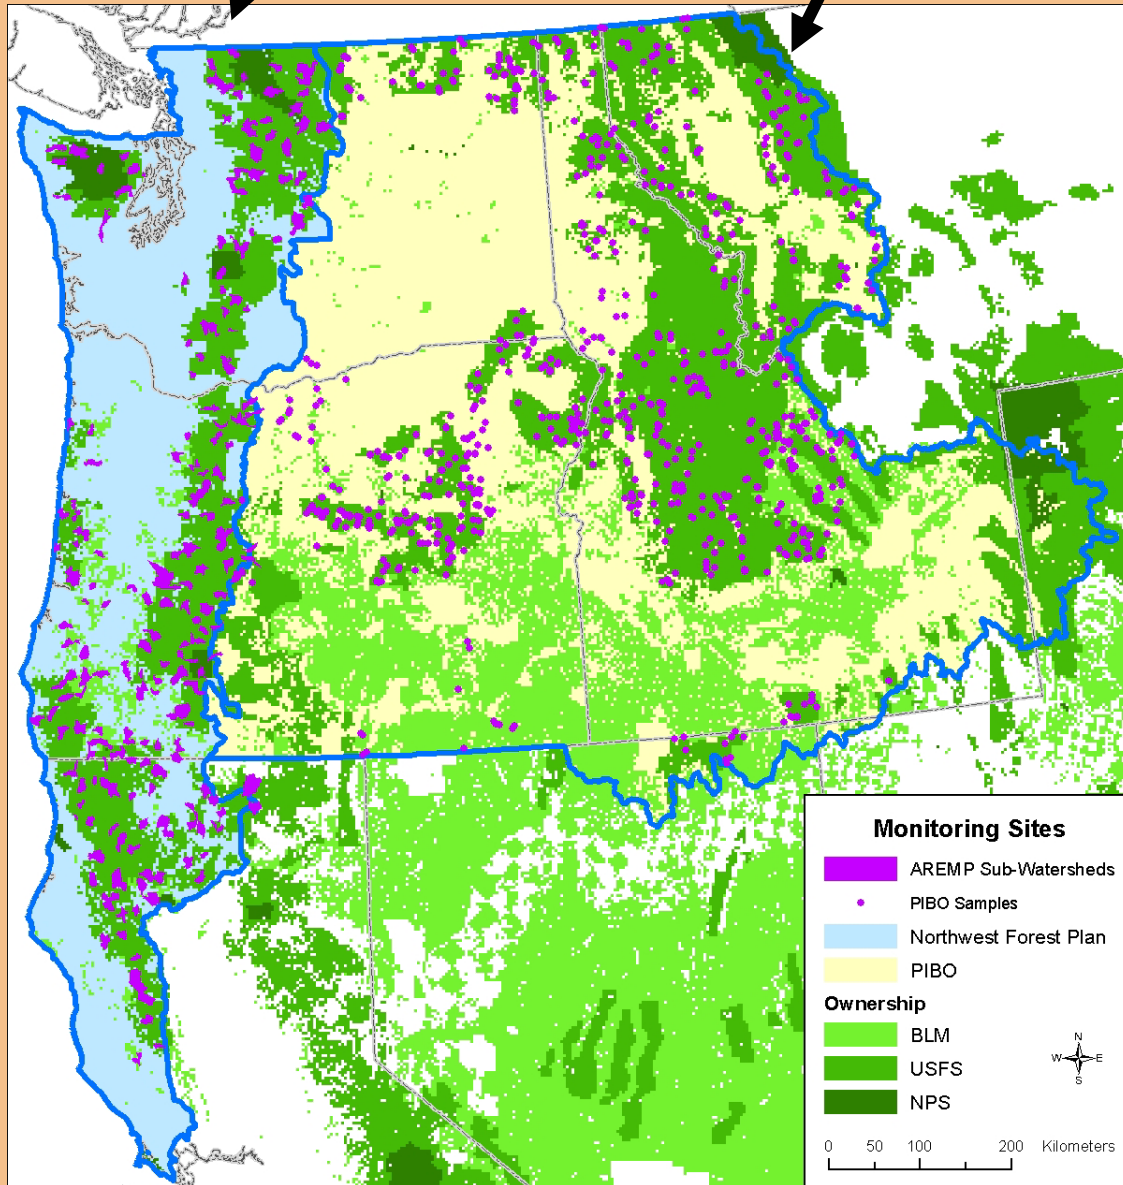 Monitoring Sites
AREMP Sub-Watersheds
PIBO Samples
Northwest Forest Plan
PIBO
Ownership
BLM
USFS
NPS
N
W E
S
0 50 100 200 Kilometers